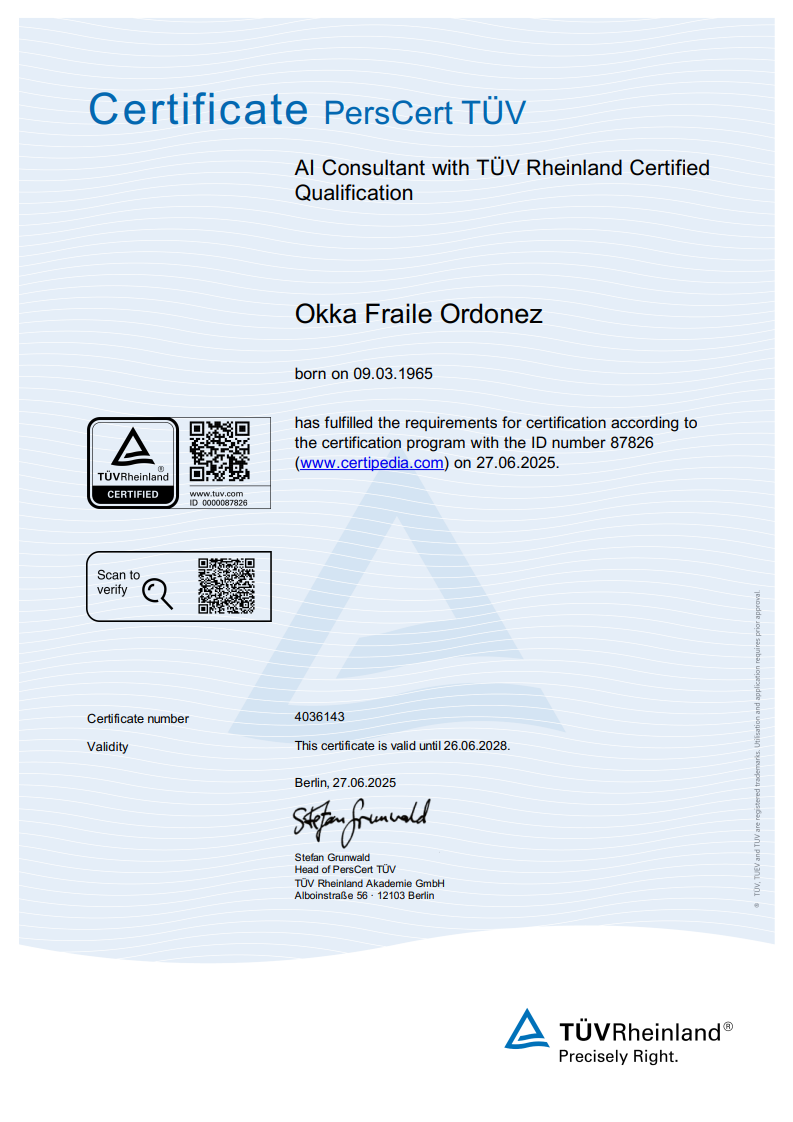 Certificate PersCert TÜV
AI Consultant with TÜV Rheinland Certified
Qualification
Okka Fraile Ordonez
born on 09.03.1965
has fulfilled the requirements for certification according to
the certification program with the ID number 87826
(www.certipedia.com) on 27.06.2025.
TÜVRheinland®
CERTIFIED
www.tuv.com
ID 0000087826
Scan to
verify
Certificate number
4036143
Validity
This certificate is valid until 26.06.2028.
Berlin, 27.06.2025
Stefan Grunwald
Stefan Grunwald
Head of PersCert TÜV
TÜV Rheinland Akademie GmbH
Alboinstraße 56 · 12103 Berlin
® TÜV, TUEV and TUV are registered trademarks. Utilisation and application requires prior approval.
TÜVRheinland®
Precisely Right.